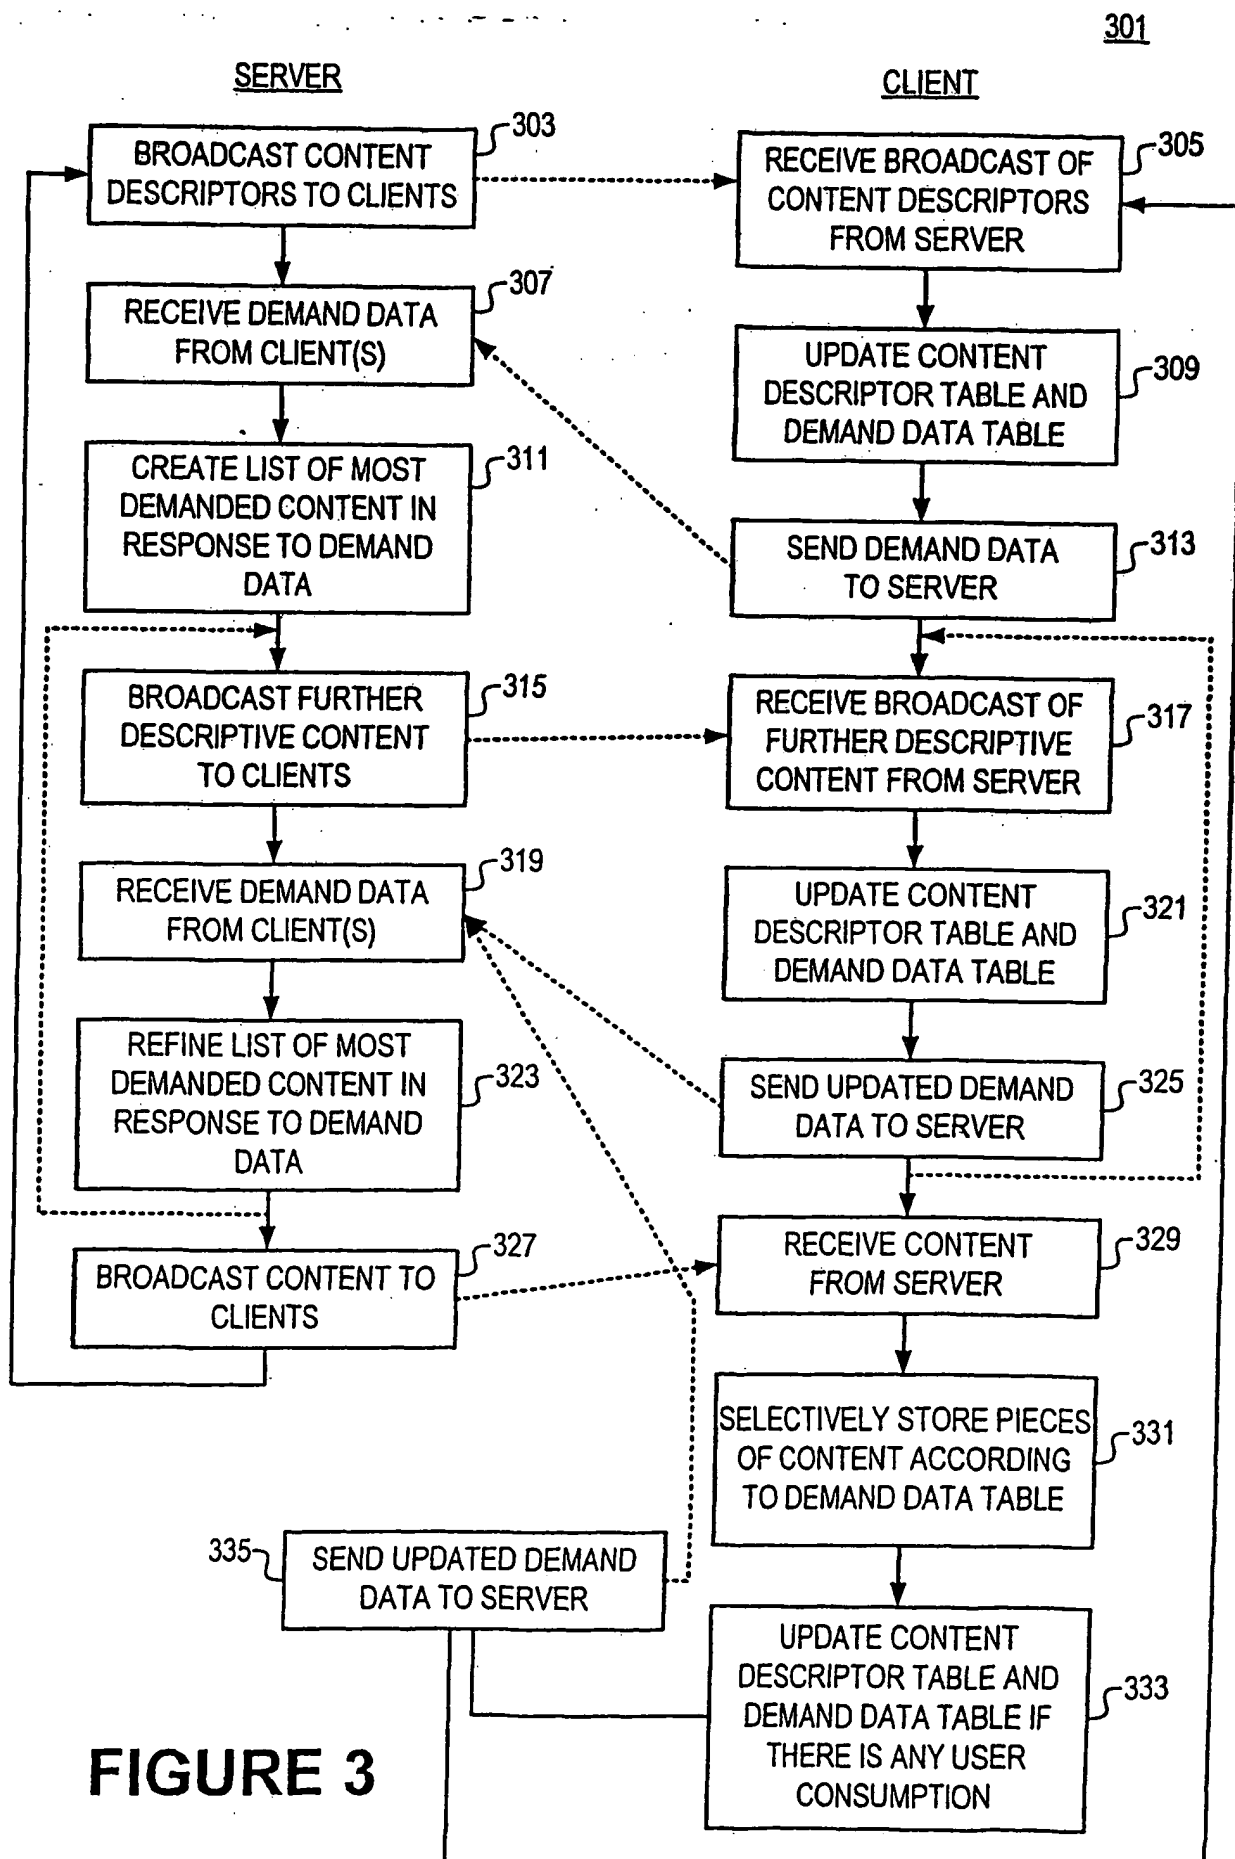 301
SERVER
CLIENT
303
BROADCAST CONTENT
DESCRIPTORS TO CLIENTS
305
RECEIVE BROADCAST OF
CONTENT DESCRIPTORS
FROM SERVER
307
RECEIVE DEMAND DATA
FROM CLIENT(S)
309
UPDATE CONTENT
DESCRIPTOR TABLE AND
DEMAND DATA TABLE
311
CREATE LIST OF MOST
DEMANDED CONTENT IN
RESPONSE TO DEMAND
DATA
313
SEND DEMAND DATA
TO SERVER
315
BROADCAST FURTHER
DESCRIPTIVE CONTENT
TO CLIENTS
317
RECEIVE BROADCAST OF
FURTHER DESCRIPTIVE
CONTENT FROM SERVER
319
RECEIVE DEMAND DATA
FROM CLIENT(S)
321
UPDATE CONTENT
DESCRIPTOR TABLE AND
DEMAND DATA TABLE
323
REFINE LIST OF MOST
DEMANDED CONTENT IN
RESPONSE TO DEMAND
DATA
325
SEND UPDATED DEMAND
DATA TO SERVER
327
BROADCAST CONTENT TO
CLIENTS
329
RECEIVE CONTENT
FROM SERVER
331
SELECTIVELY STORE PIECES
OF CONTENT ACCORDING
TO DEMAND DATA TABLE
335
SEND UPDATED DEMAND
DATA TO SERVER
333
UPDATE CONTENT
DESCRIPTOR TABLE AND
DEMAND DATA TABLE IF
THERE IS ANY USER
CONSUMPTION
FIGURE 3